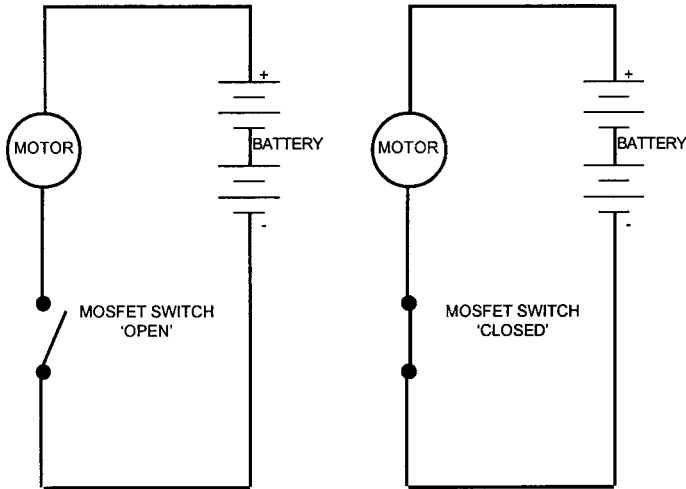 +
MOTOR
BATTERY
-
MOSFET SWITCH
'OPEN'
+
MOTOR
BATTERY
-
MOSFET SWITCH
'CLOSED'